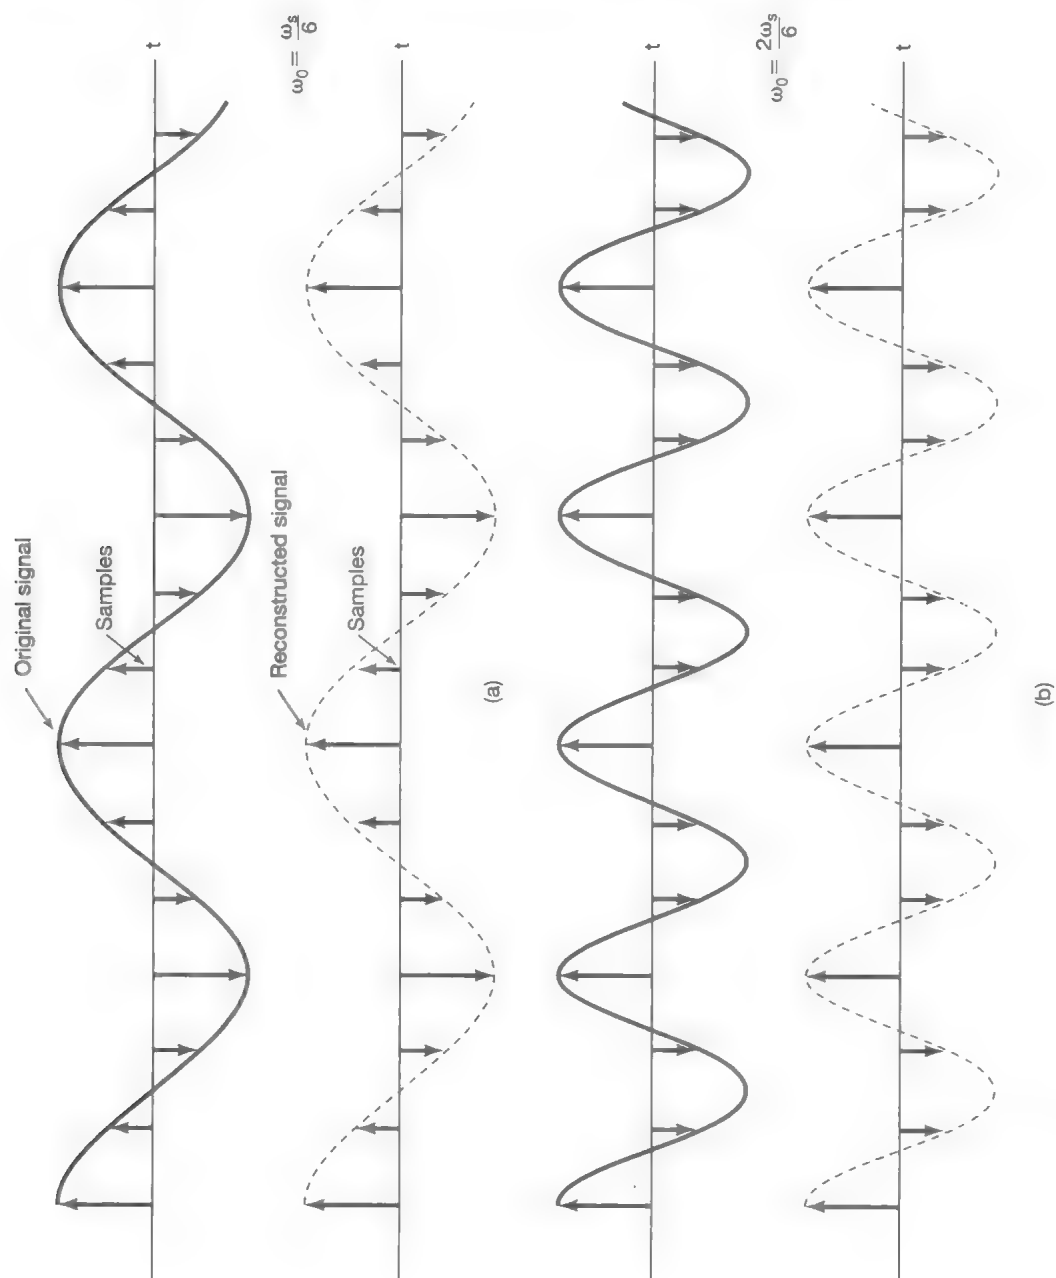 Original signal
Samples
t
ω₀ = ωₛ/6
Reconstructed signal
Samples
t
(a)
t
ω₀ = 2ωₛ/6
t
(b)